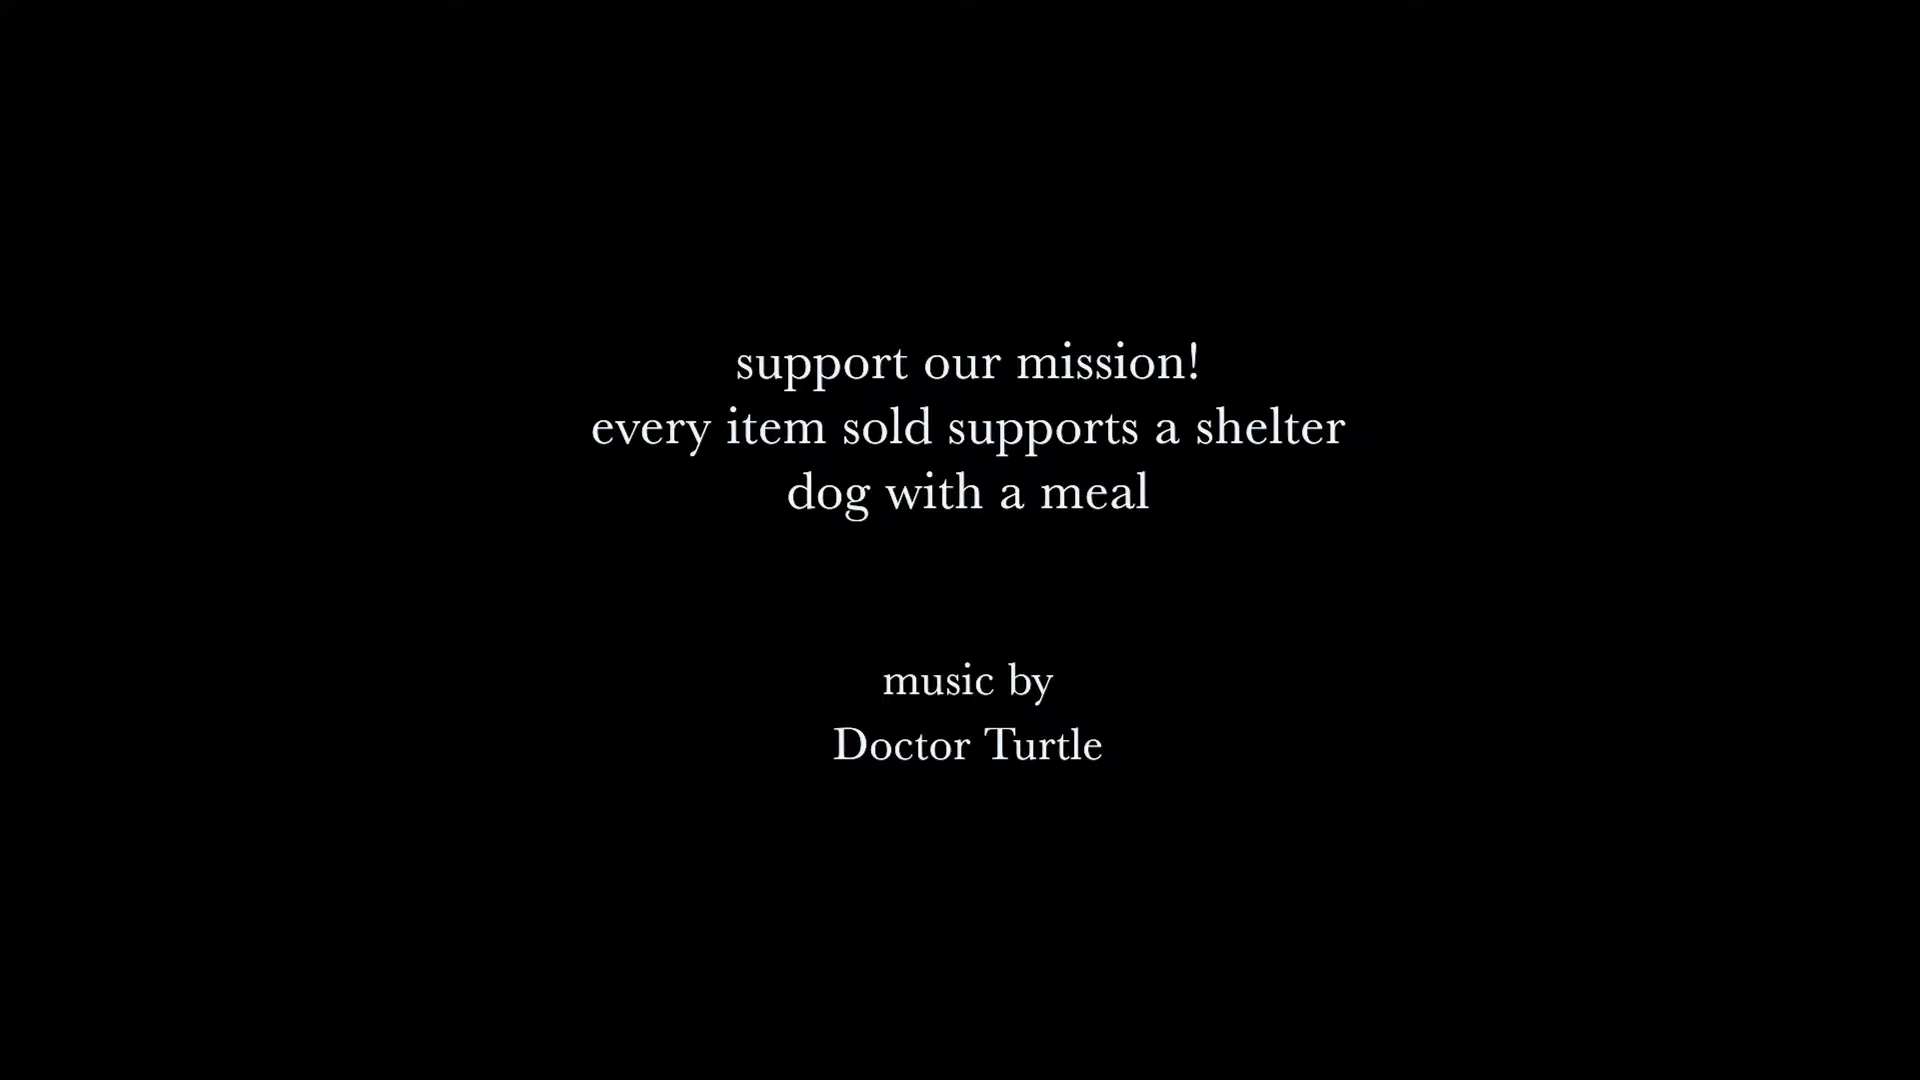 support our mission!
every item sold supports a shelter
dog with a meal
music by
Doctor Turtle